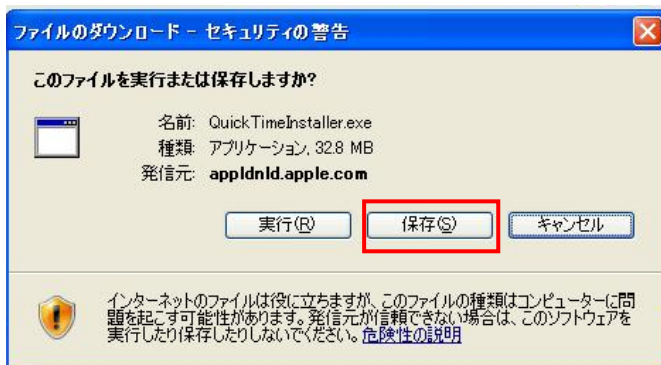 ファイルのダウンロード - セキュリティの警告
このファイルを実行または保存しますか?
名前: QuickTimeInstaller.exe
種類: アプリケーション, 32.8 MB
発信元: appldnld.apple.com
実行(R) 保存(S) キャンセル
インターネットのファイルは役に立ちますが、このファイルの種類はコンピューターに問
題を起こす可能性があります。発信元が信頼できない場合は、このソフトウェアを
実行したり保存したりしないでください。危険性の説明